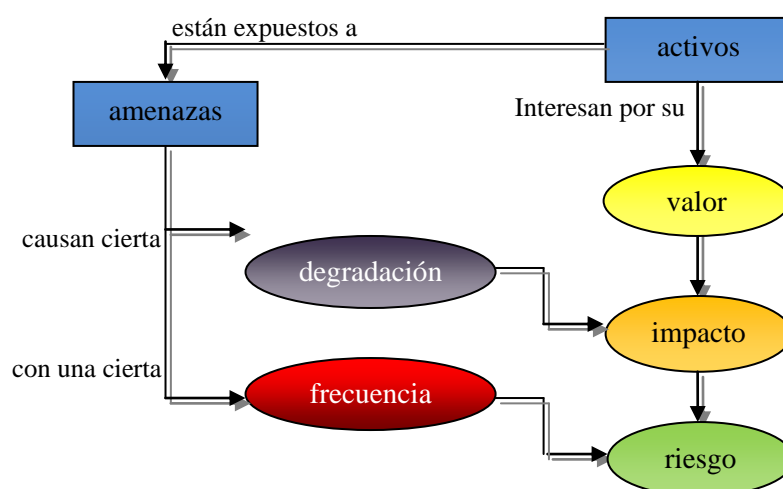 están expuestos a
activos
amenazas
Interesan por su
valor
causan cierta
degradación
impacto
con una cierta
frecuencia
riesgo